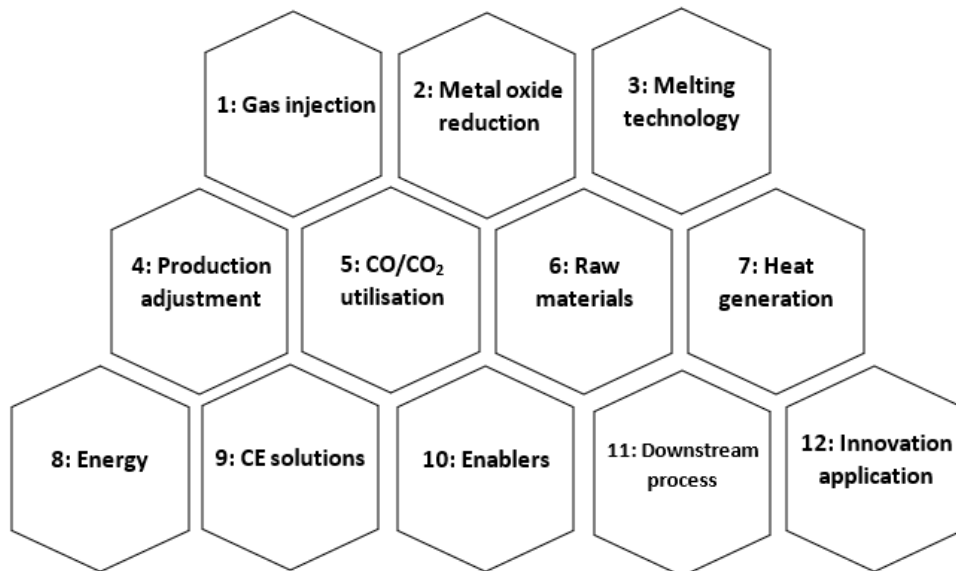 1: Gas injection
2: Metal oxide
reduction
3: Melting
technology
4: Production
adjustment
5: CO/CO₂
utilisation
6: Raw
materials
7: Heat
generation
8: Energy
9: CE solutions
10: Enablers
11: Downstream
process
12: Innovation
application